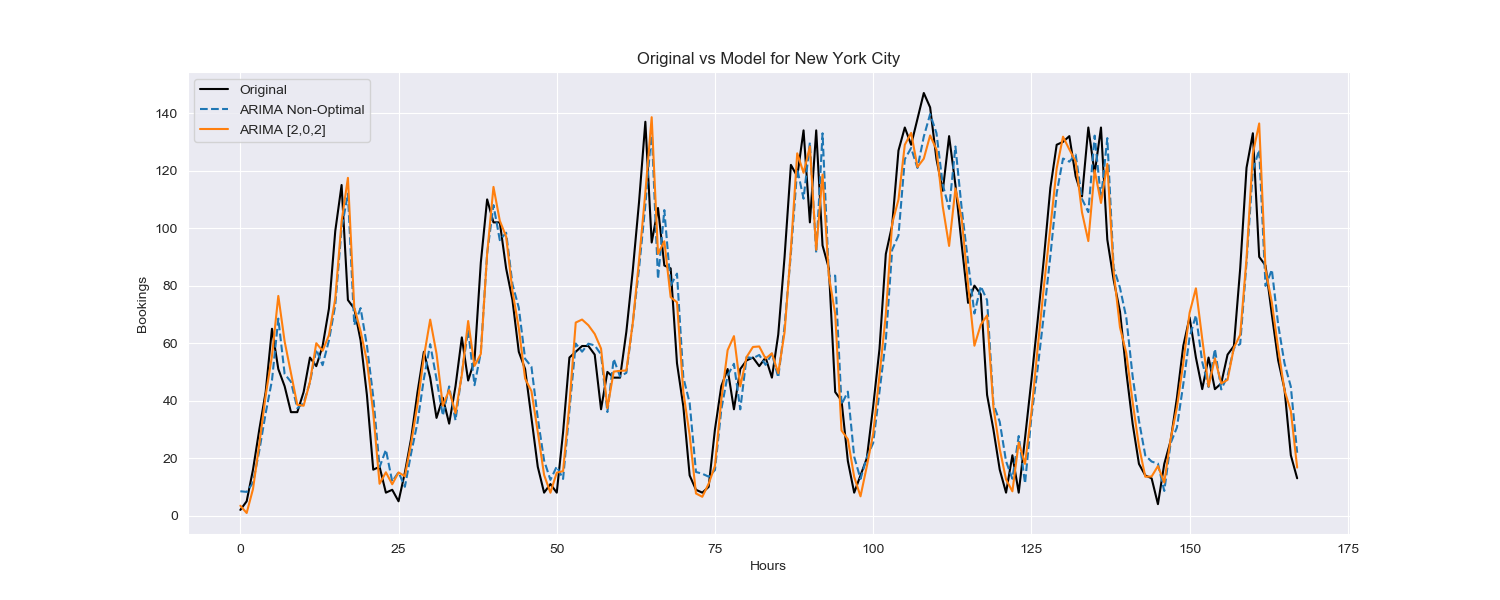 Original vs Model for New York City
Original
ARIMA Non-Optimal
ARIMA [2,0,2]
Bookings
140
120
100
80
60
40
20
0
0 25 50 75 100 125 150 175
Hours